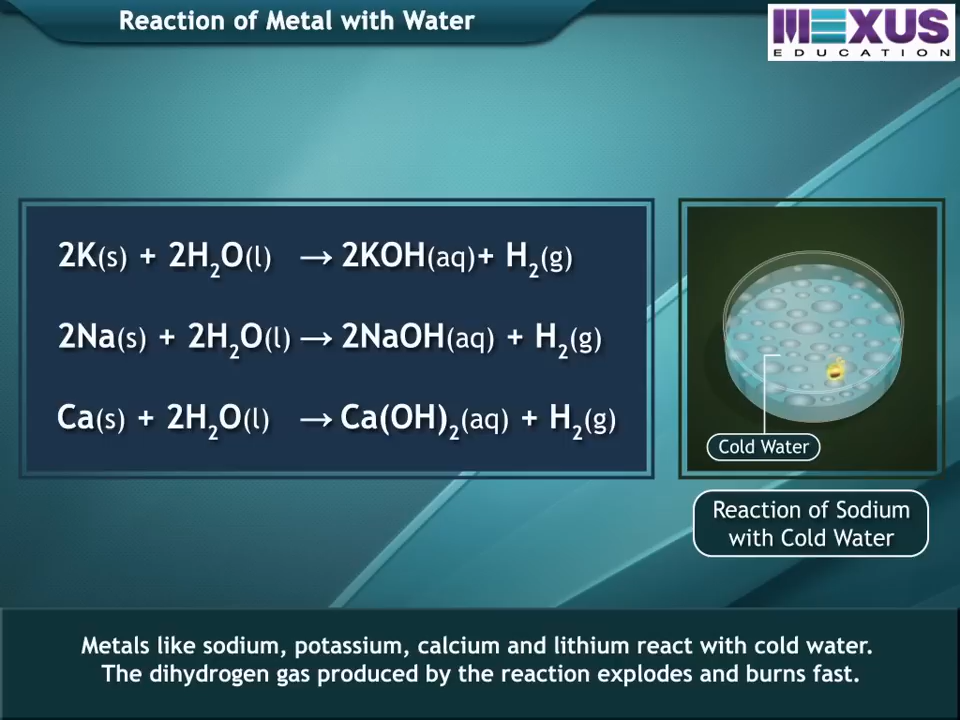 Reaction of Metal with Water
MEXUS
EDUCATION
2K(s) + 2H₂O(l) → 2KOH(aq)+ H₂(g)
2Na(s) + 2H₂O(l) → 2NaOH(aq) + H₂(g)
Ca(s) + 2H₂O(l) → Ca(OH)₂(aq) + H₂(g)
Cold Water
Reaction of Sodium
with Cold Water
Metals like sodium, potassium, calcium and lithium react with cold water.
The dihydrogen gas produced by the reaction explodes and burns fast.